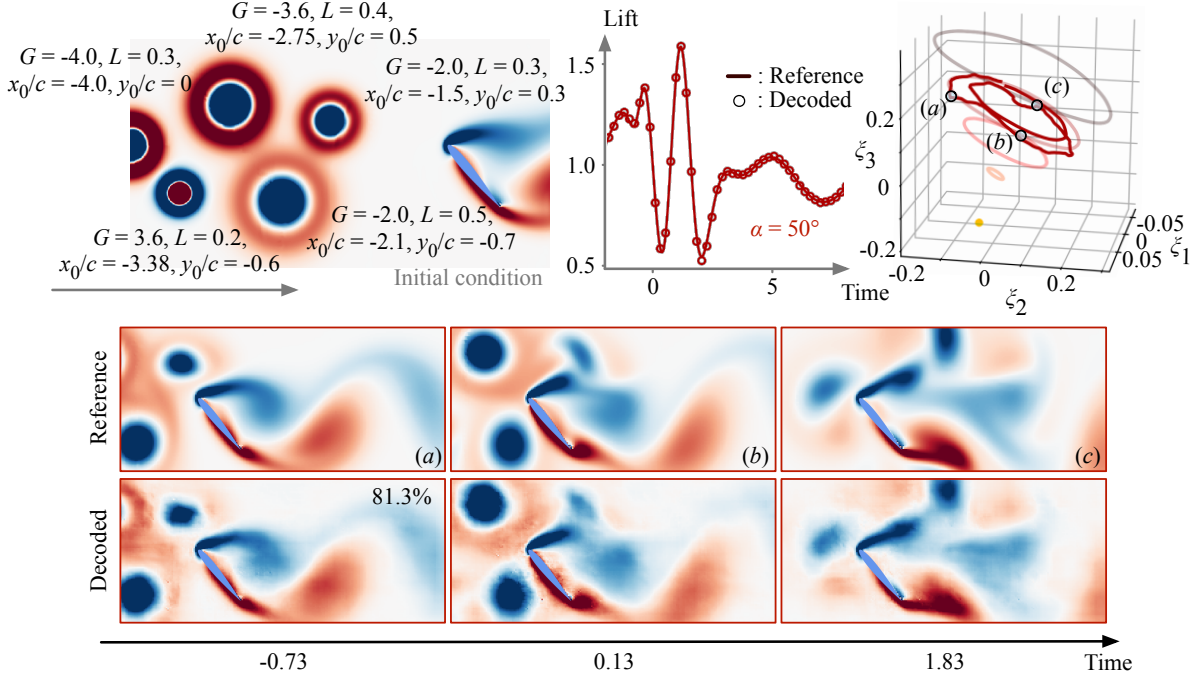 G = -3.6, L = 0.4,
x0/c = -2.75, y0/c = 0.5
G = -4.0, L = 0.3,
x0/c = -4.0, y0/c = 0
G = -2.0, L = 0.3,
x0/c = -1.5, y0/c = 0.3
G = -2.0, L = 0.5,
x0/c = -2.1, y0/c = -0.7
G = 3.6, L = 0.2,
x0/c = -3.38, y0/c = -0.6
Initial condition
Lift
1.5
1.0
0.5
: Reference
: Decoded
α = 50°
0 5 Time
(a) (c)
(b)
ξ3
0.2
0
-0.2
-0.2 0 0.2
ξ2
-0.05
0
0.05
ξ1
Reference
(a) (b) (c)
Decoded
81.3%
-0.73 0.13 1.83 Time